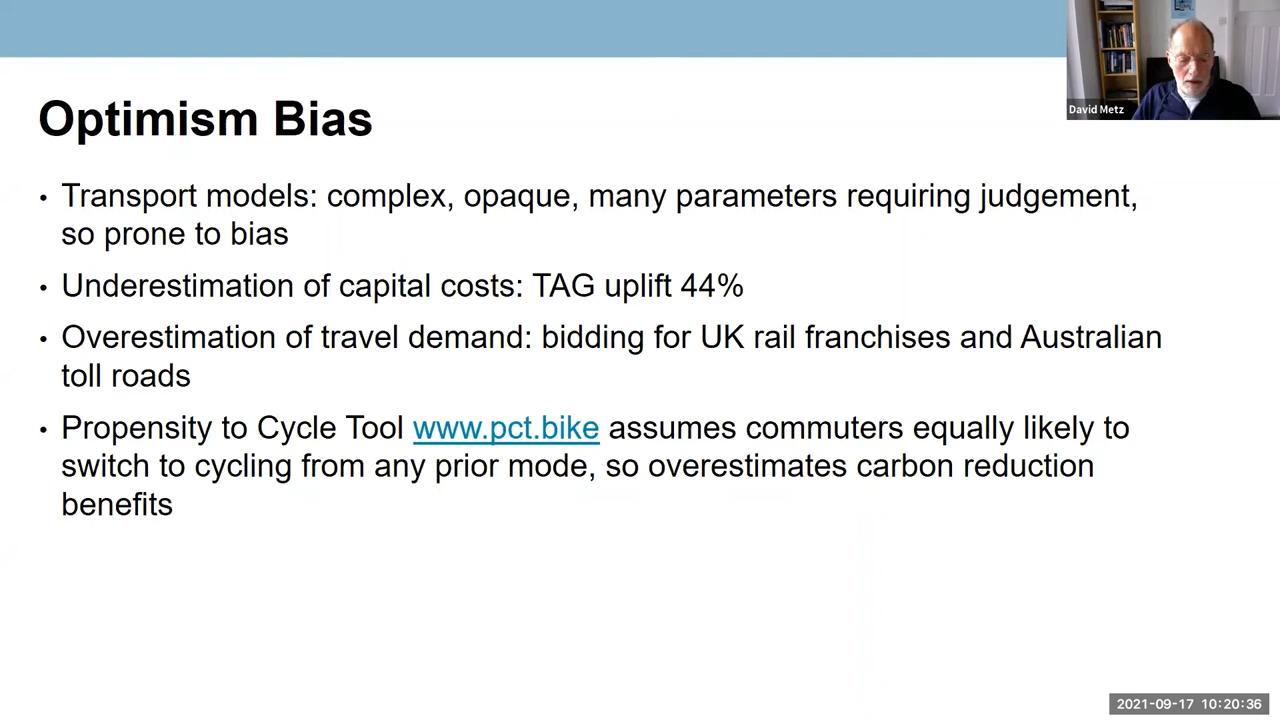 David Metz
Optimism Bias
• Transport models: complex, opaque, many parameters requiring judgement,
so prone to bias
• Underestimation of capital costs: TAG uplift 44%
• Overestimation of travel demand: bidding for UK rail franchises and Australian
toll roads
• Propensity to Cycle Tool www.pct.bike assumes commuters equally likely to
switch to cycling from any prior mode, so overestimates carbon reduction
benefits
2021-09-17 10:20:36